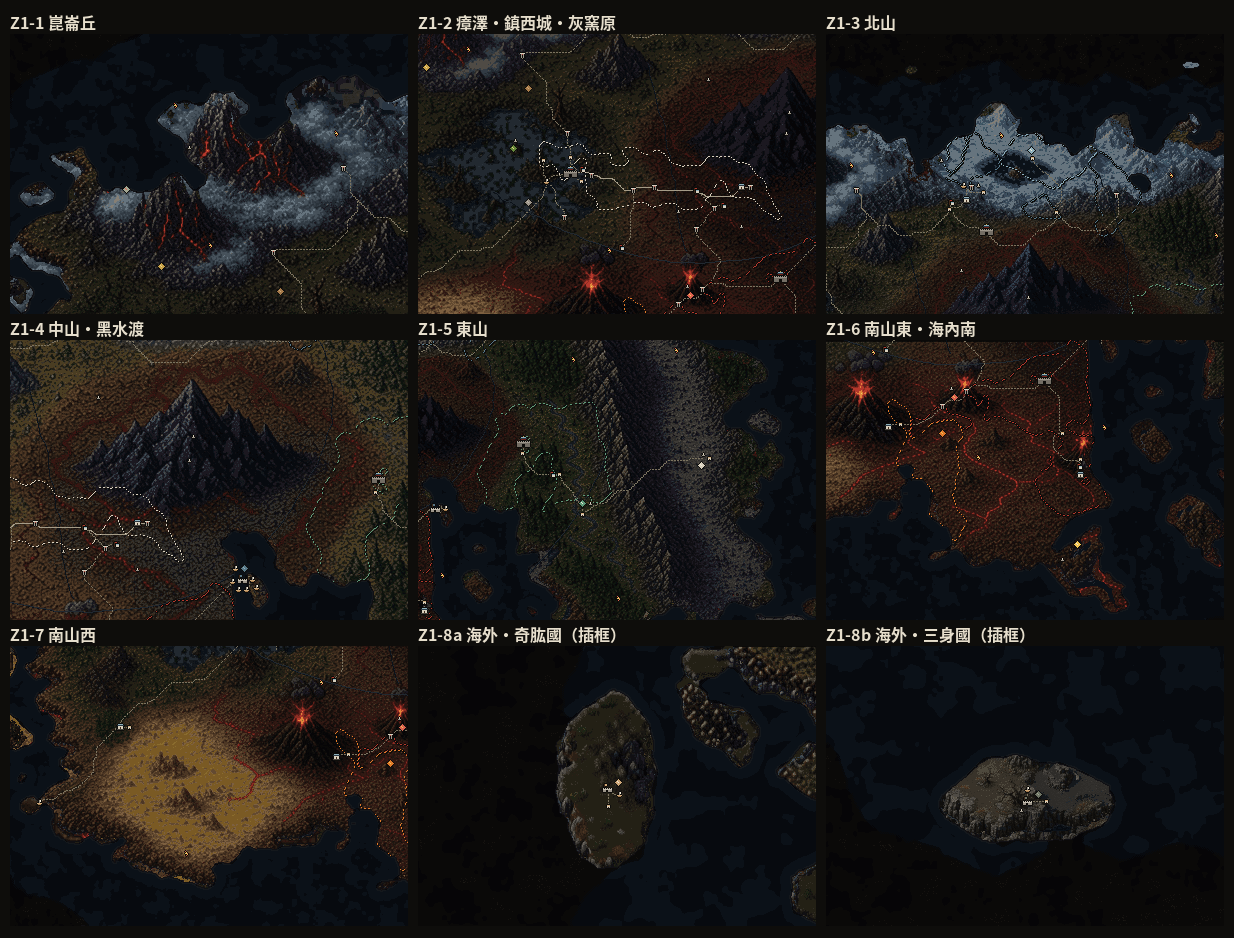 Z1-1 崑崙丘
Z1-2 瘴澤・鎮西城・灰窯原
Z1-3 北山
Z1-4 中山・黑水渡
Z1-5 東山
Z1-6 南山東・海內南
Z1-7 南山西
Z1-8a 海外・奇肱國（插框）
Z1-8b 海外・三身國（插框）